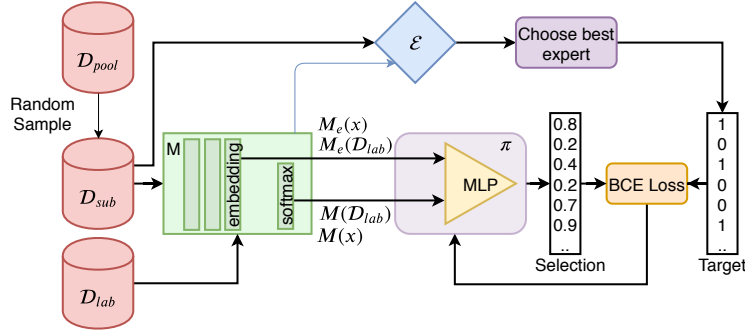 𝒟pool
Random
Sample
𝒟sub
𝒟lab
M
embedding
softmax
ℰ
Choose best
expert
Mₑ(x)
Mₑ(𝒟lab)
M(𝒟lab)
M(x)
π
MLP
0.8
0.2
0.4
0.2
0.7
0.9
..
Selection
BCE Loss
1
0
1
0
0
1
..
Target